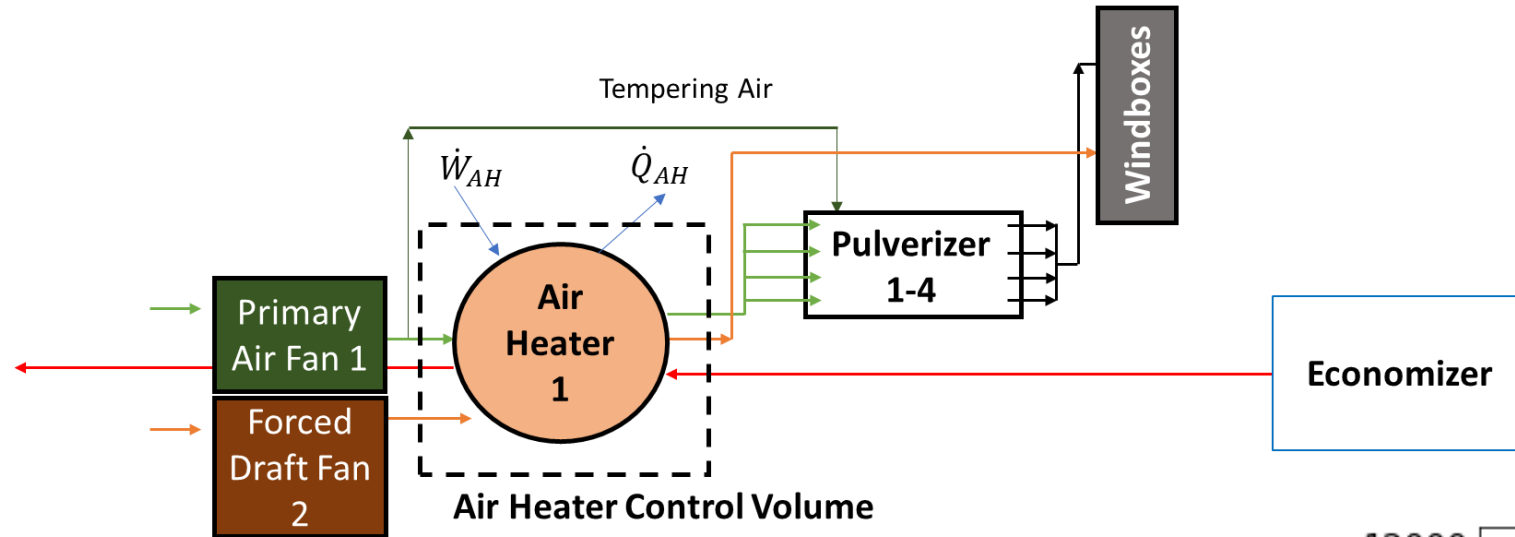 Tempering Air
Ẇ_AH
Q̇_AH
Windboxes
Pulverizer
1-4
Air
Heater
1
Primary
Air Fan 1
Economizer
Forced
Draft Fan
2
Air Heater Control Volume